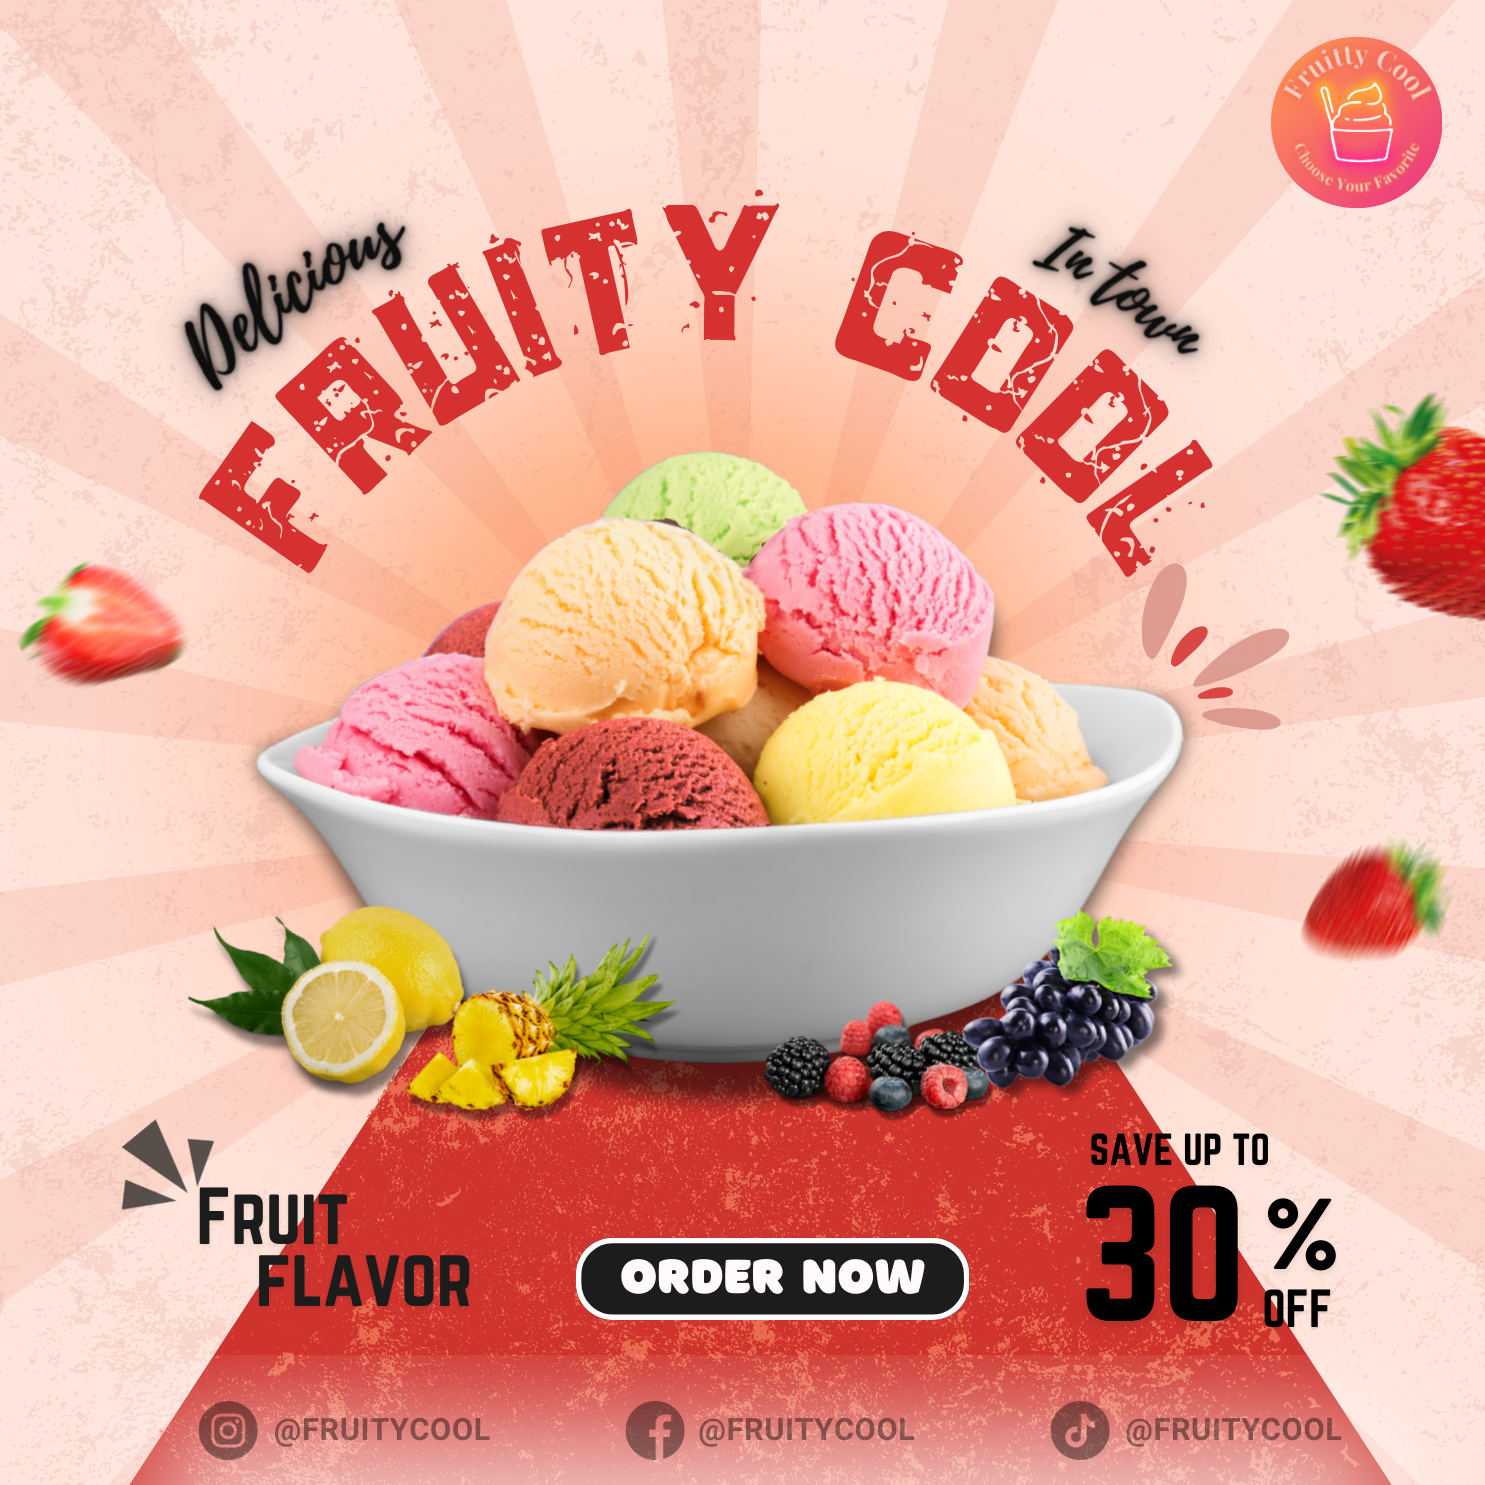 Fruitty Cool
Choose Your Favorite
Delicious
In town
FRUITY COOL
FRUIT
FLAVOR
ORDER NOW
SAVE UP TO
30%
OFF
@FRUITYCOOL
@FRUITYCOOL
@FRUITYCOOL